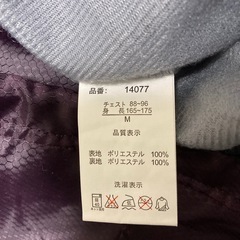 品番: 14077
チェスト 88-96
身 長 165-175
M
品質表示
表地 ポリエステル 100%
裏地 ポリエステル 100%
洗濯表示